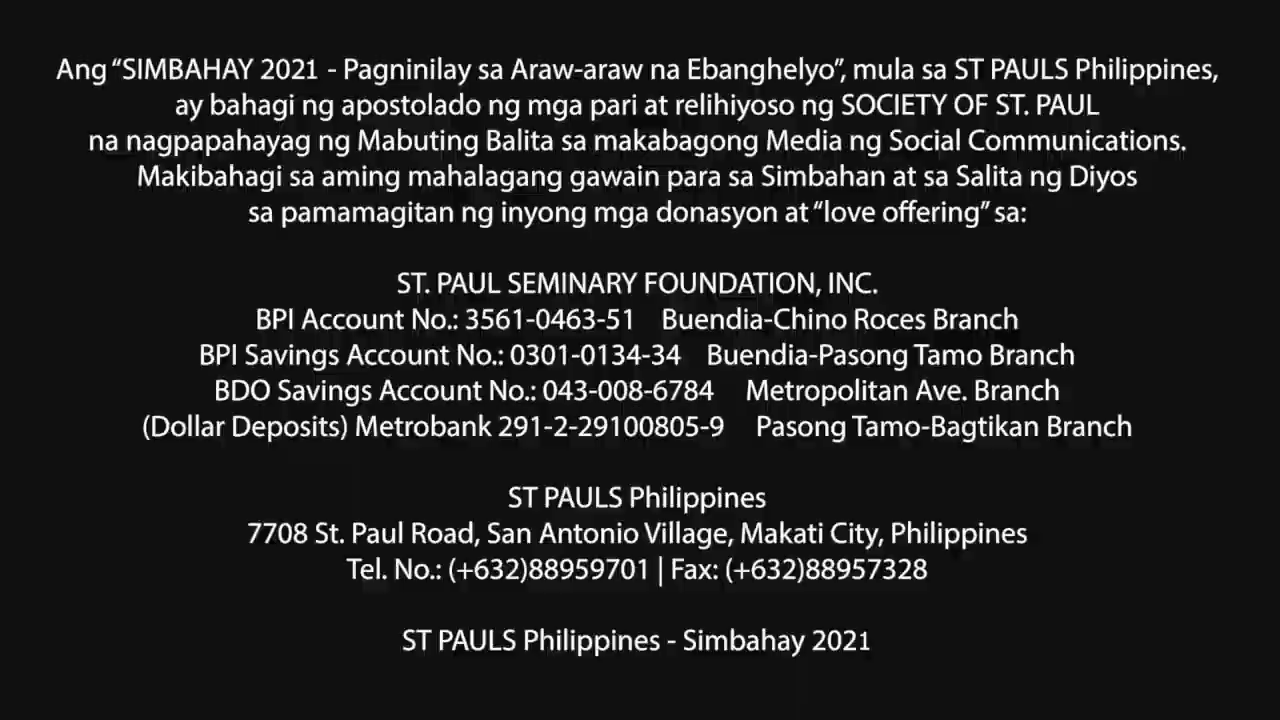 Ang “SIMBAHAY 2021 - Pagninilay sa Araw-araw na Ebanghelyo”, mula sa ST PAULS Philippines,
ay bahagi ng apostolado ng mga pari at relihiyoso ng SOCIETY OF ST. PAUL
na nagpapahayag ng Mabuting Balita sa makabagong Media ng Social Communications.
Makibahagi sa aming mahalagang gawain para sa Simbahan at sa Salita ng Diyos
sa pamamagitan ng inyong mga donasyon at “love offering” sa:
ST. PAUL SEMINARY FOUNDATION, INC.
BPI Account No.: 3561-0463-51 Buendia-Chino Roces Branch
BPI Savings Account No.: 0301-0134-34 Buendia-Pasong Tamo Branch
BDO Savings Account No.: 043-008-6784 Metropolitan Ave. Branch
(Dollar Deposits) Metrobank 291-2-29100805-9 Pasong Tamo-Bagtikan Branch
ST PAULS Philippines
7708 St. Paul Road, San Antonio Village, Makati City, Philippines
Tel. No.: (+632)88959701 | Fax: (+632)88957328
ST PAULS Philippines - Simbahay 2021